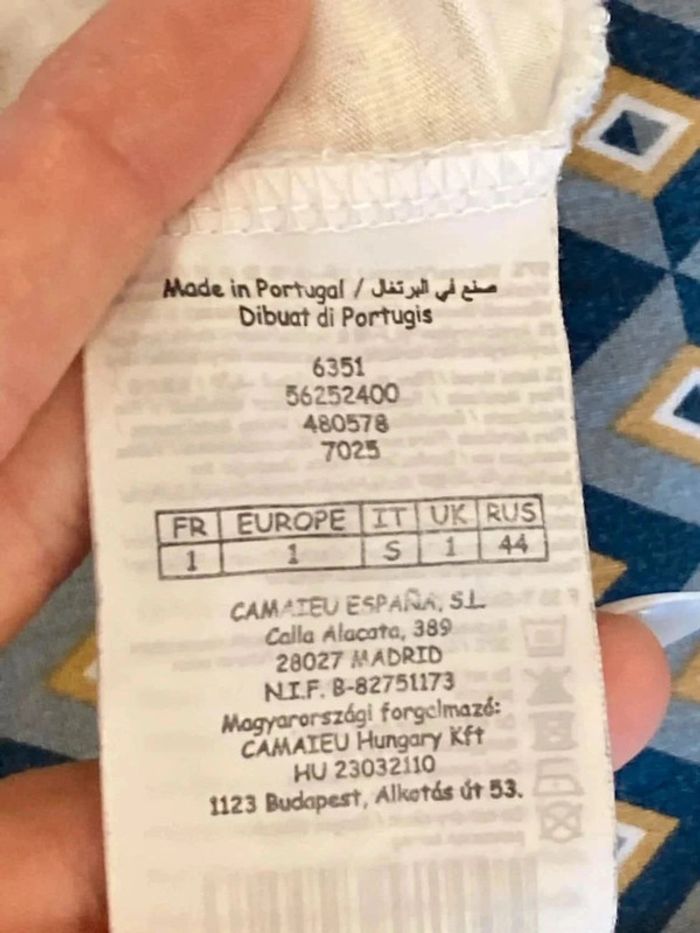 Made in Portugal / صنع في البرتغال
Dibuat di Portugis
6351
56252400
480578
7025
FR EUROPE IT UK RUS
1 1 S 1 44
CAMAIEU ESPAÑA, S.L.
Calla Alacata, 389
28027 MADRID
N.I.F. B-82751173
Magyarországi forgalmazó:
CAMAIEU Hungary Kft
HU 23032110
1123 Budapest, Alkotás út 53.